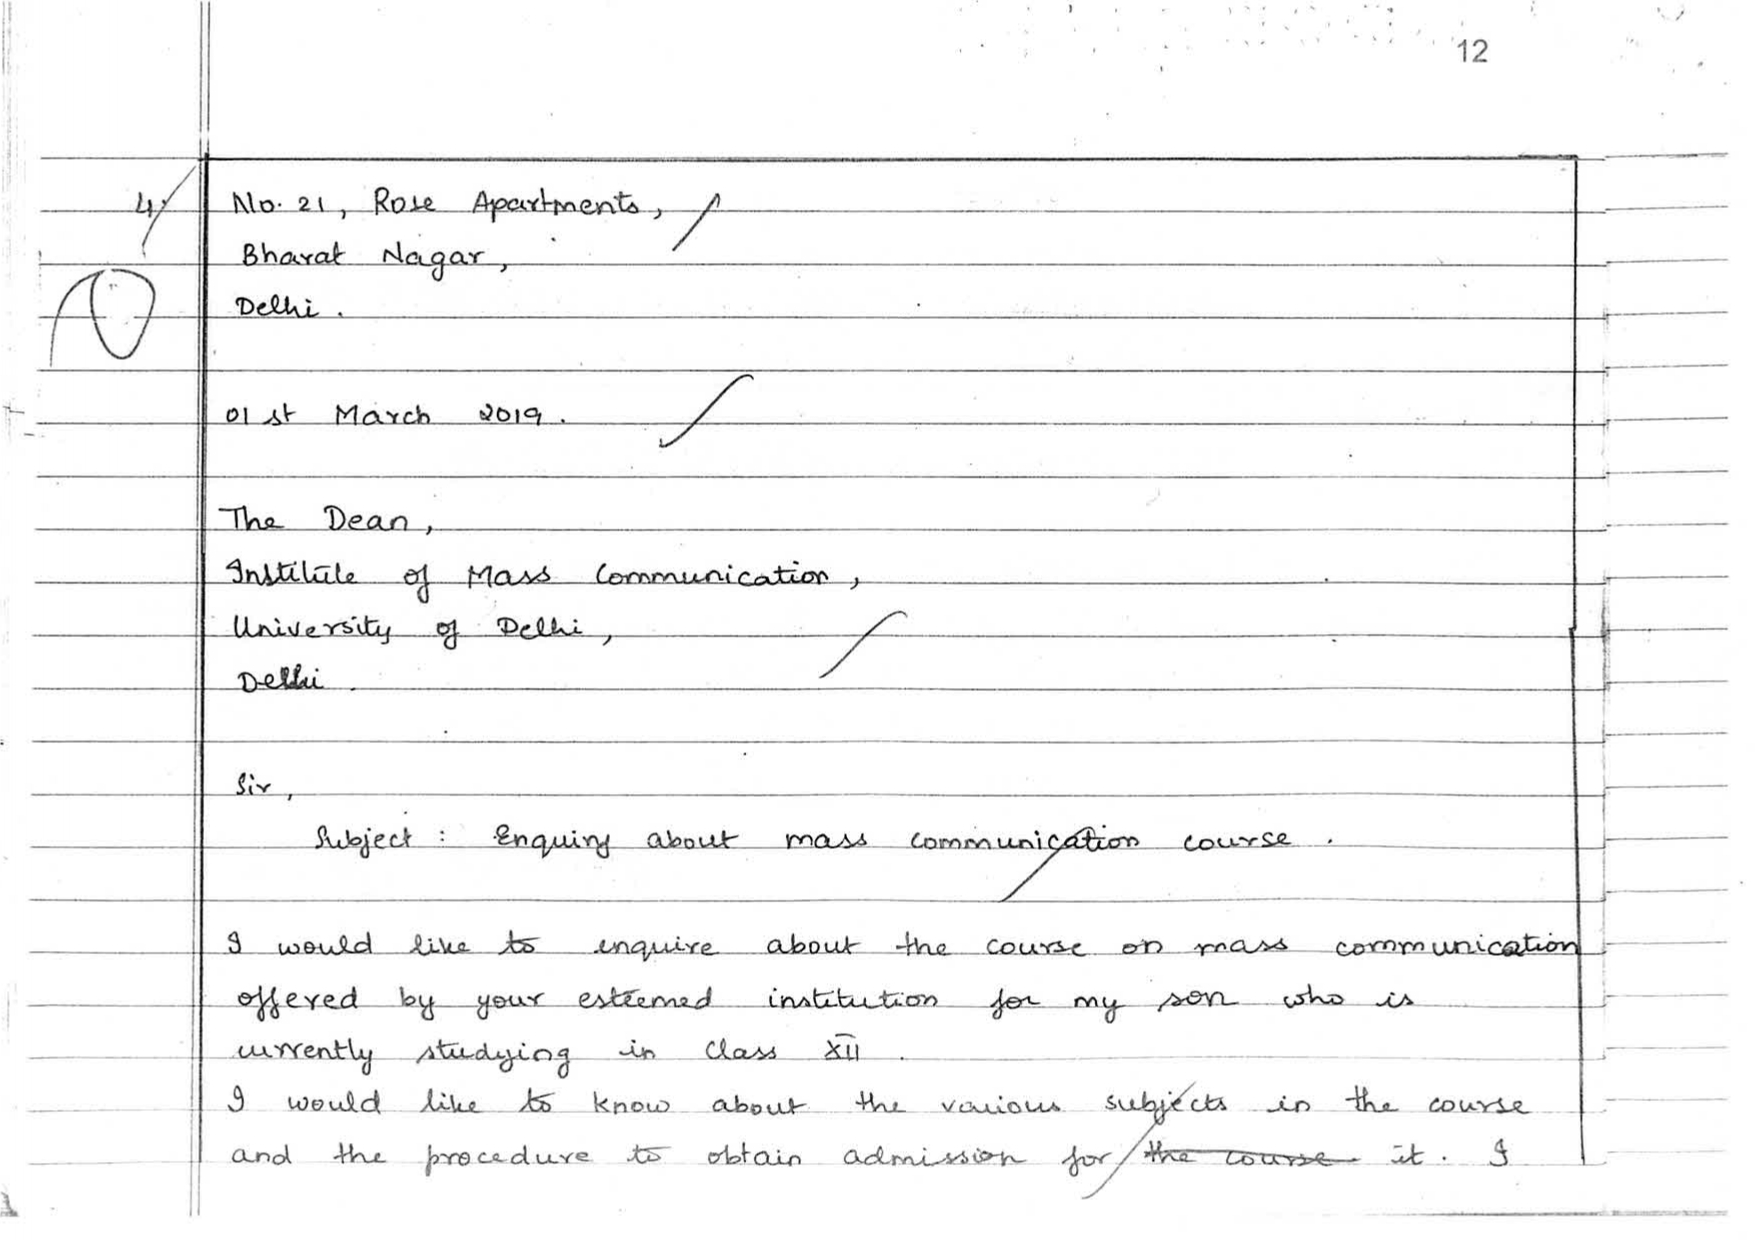 12
4.
No. 21, Rose Apartments,
Bharat Nagar,
Delhi.
01st March 2019.
The Dean,
Institute of Mass Communication,
University of Delhi,
Delhi.
Sir,
Subject : Enquiry about mass communication course.
I would like to enquire about the course on mass communication
offered by your esteemed institution for my son who is
currently studying in Class XII.
I would like to know about the various subjects in the course
and the procedure to obtain admission for the course it. I